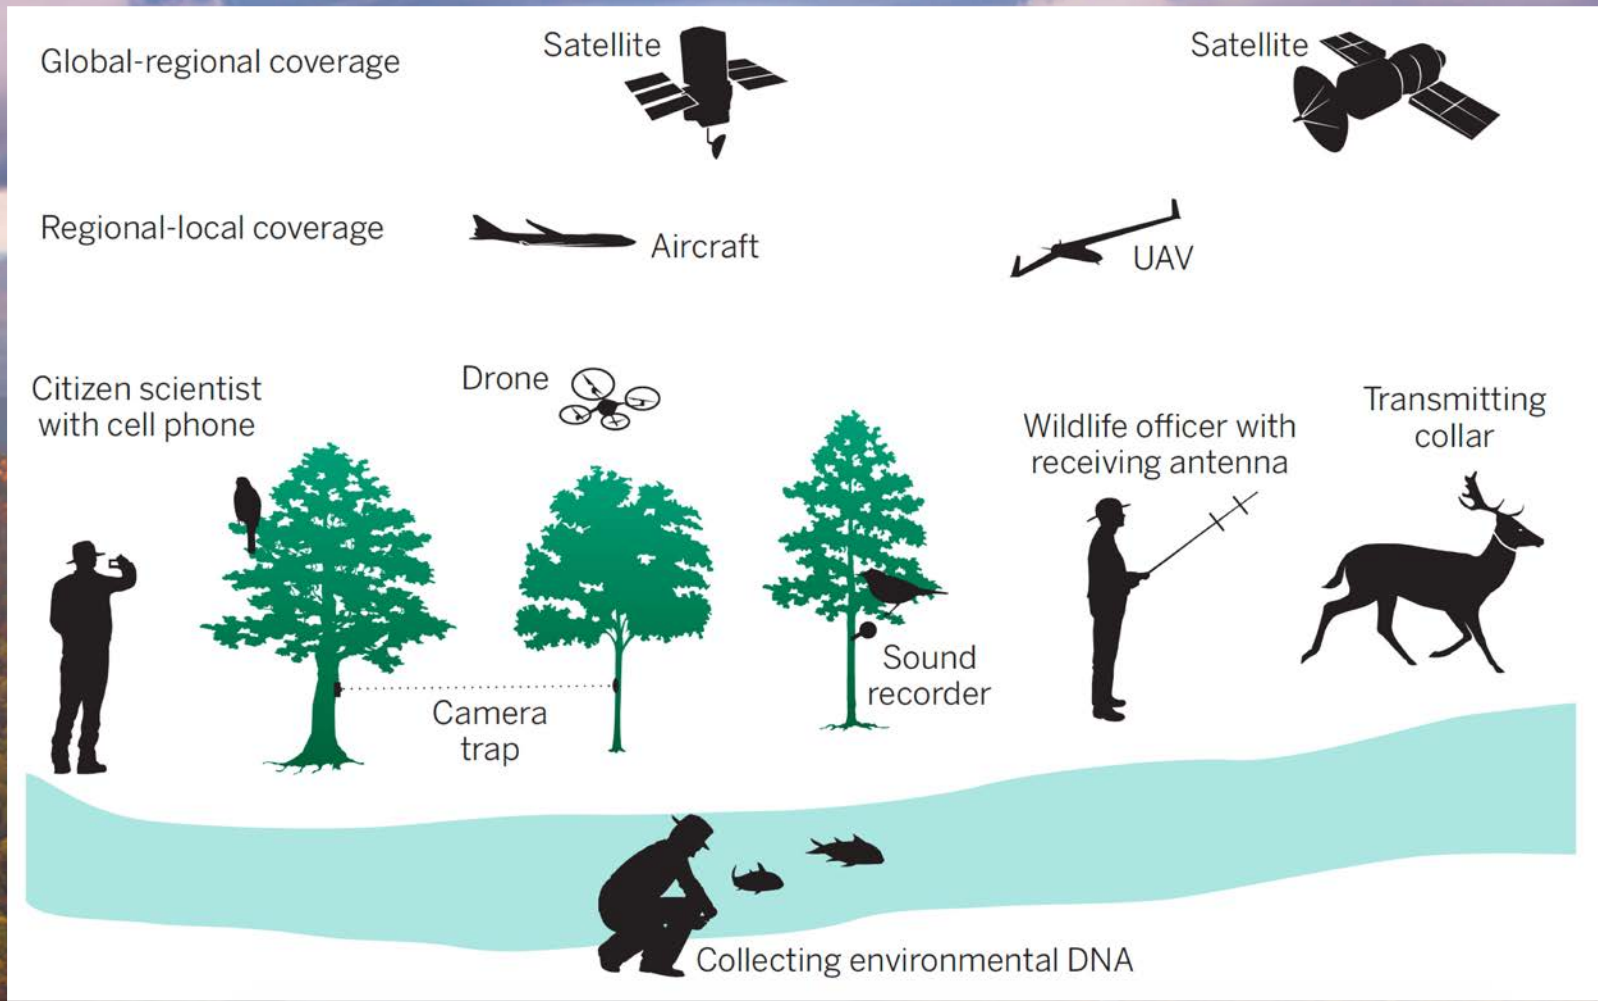 Global-regional coverage
Satellite
Satellite
Regional-local coverage
Aircraft
UAV
Citizen scientist
with cell phone
Drone
Wildlife officer with
receiving antenna
Transmitting
collar
Sound
recorder
Camera
trap
Collecting environmental DNA